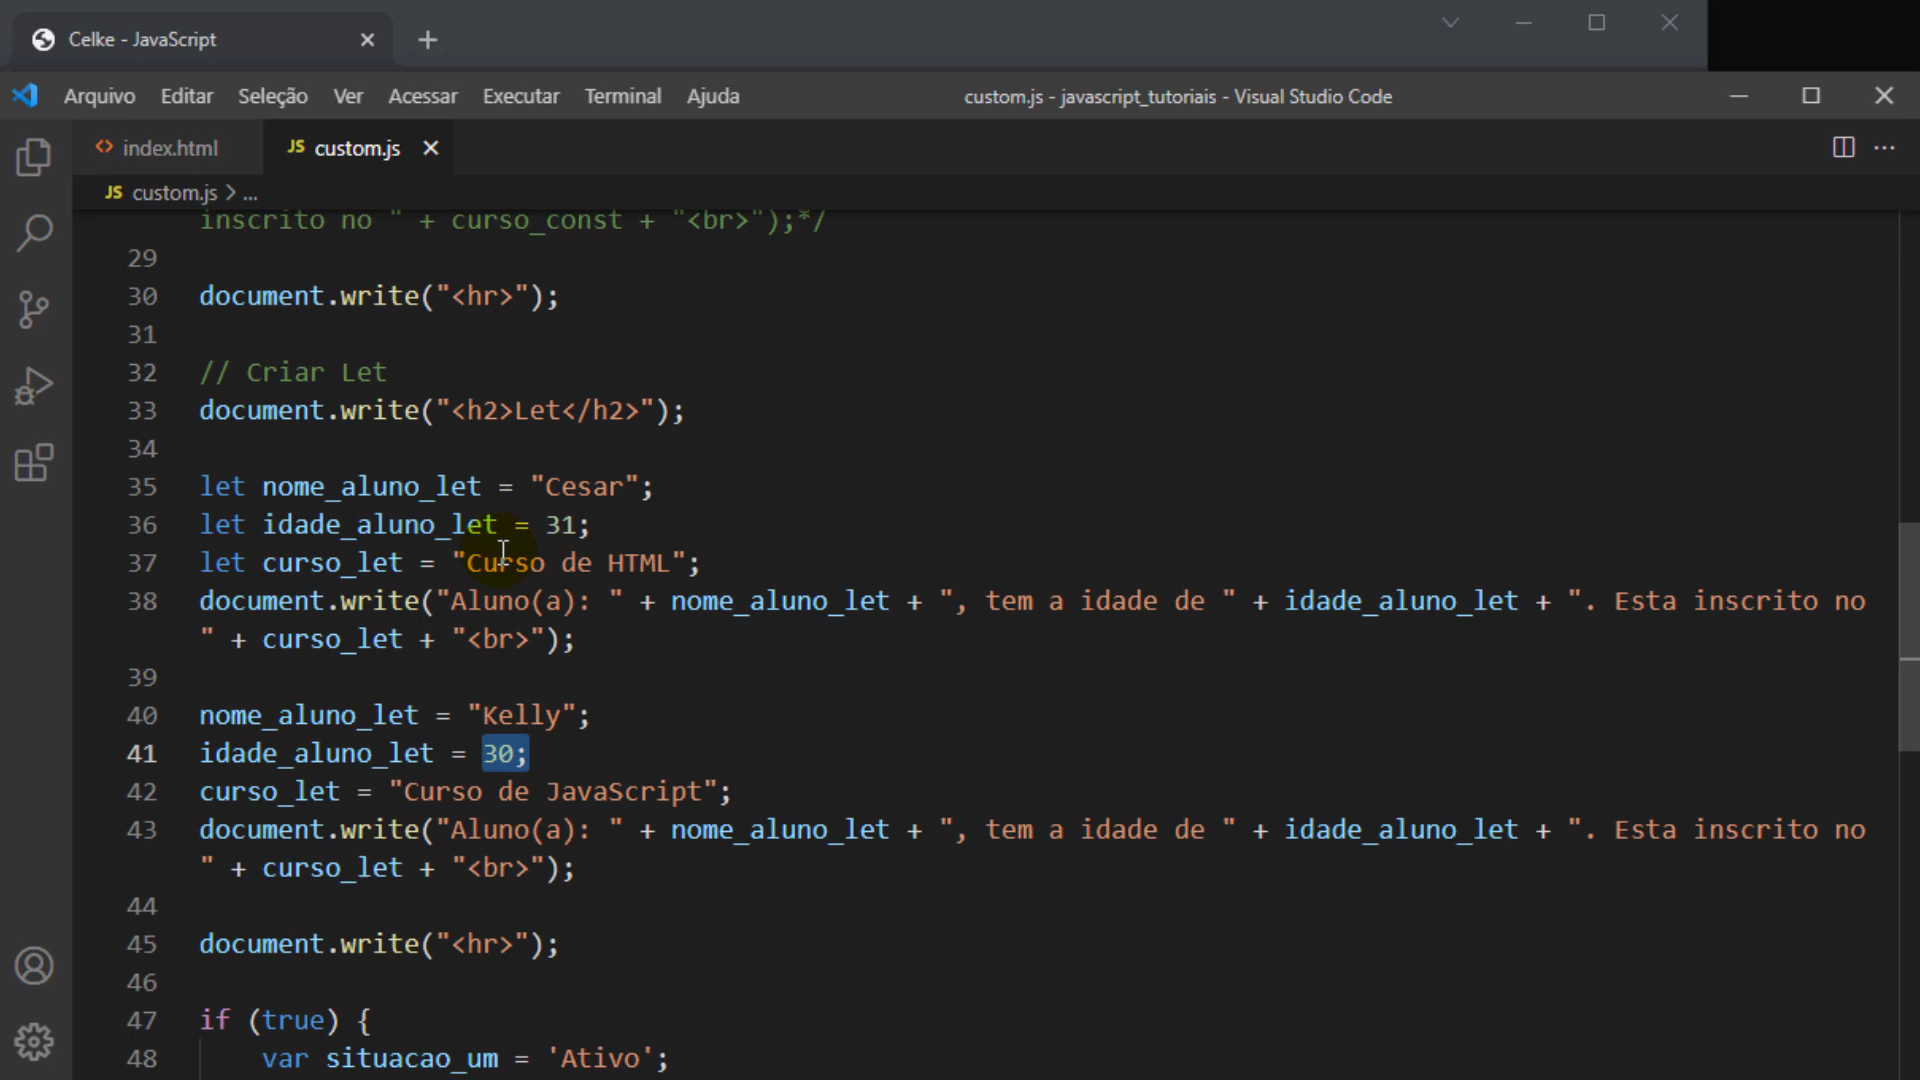 Celke - JavaScript
Arquivo Editar Seleção Ver Acessar Executar Terminal Ajuda custom.js - javascript_tutoriais - Visual Studio Code
index.html JS custom.js
JS custom.js > ...
inscrito no " + curso_const + "<br>");*/
29
30 document.write("<hr>");
31
32 // Criar Let
33 document.write("<h2>Let</h2>");
34
35 let nome_aluno_let = "Cesar";
36 let idade_aluno_let = 31;
37 let curso_let = "Curso de HTML";
38 document.write("Aluno(a): " + nome_aluno_let + ", tem a idade de " + idade_aluno_let + ". Esta inscrito no
" + curso_let + "<br>");
39
40 nome_aluno_let = "Kelly";
41 idade_aluno_let = 30;
42 curso_let = "Curso de JavaScript";
43 document.write("Aluno(a): " + nome_aluno_let + ", tem a idade de " + idade_aluno_let + ". Esta inscrito no
" + curso_let + "<br>");
44
45 document.write("<hr>");
46
47 if (true) {
48 var situacao_um = 'Ativo';